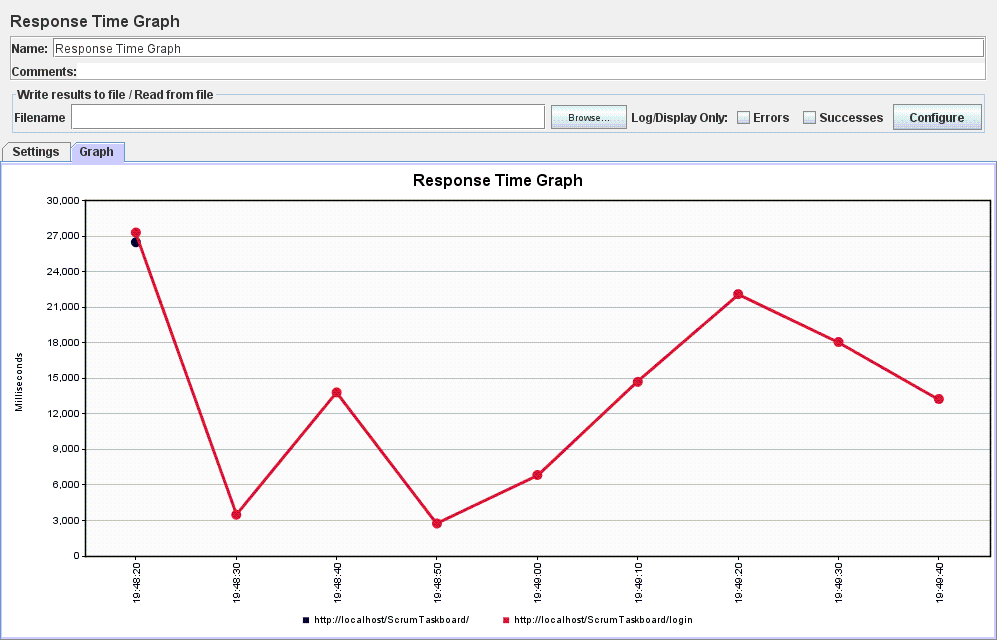 Response Time Graph
Name: Response Time Graph
Comments:
Write results to file / Read from file
Filename Browse... Log/Display Only: Errors Successes Configure
Settings Graph
Response Time Graph
30,000
27,000
24,000
21,000
18,000
15,000
12,000
9,000
6,000
3,000
0
Milliseconds
19:48:20 19:48:30 19:48:40 19:48:50 19:49:00 19:49:10 19:49:20 19:49:30 19:49:40
http://localhost/ScrumTaskboard/ http://localhost/ScrumTaskboard/login